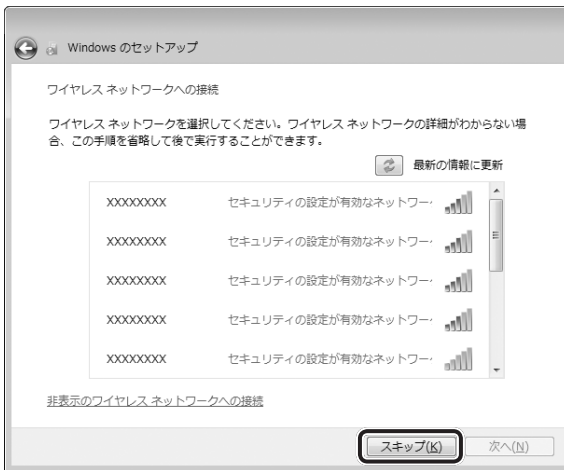 Windows のセットアップ
ワイヤレス ネットワークへの接続
ワイヤレス ネットワークを選択してください。ワイヤレス ネットワークの詳細がわからない場
合、この手順を省略して後で実行することができます。
最新の情報に更新
XXXXXXXX セキュリティの設定が有効なネットワー
XXXXXXXX セキュリティの設定が有効なネットワー
XXXXXXXX セキュリティの設定が有効なネットワー
XXXXXXXX セキュリティの設定が有効なネットワー
XXXXXXXX セキュリティの設定が有効なネットワー
非表示のワイヤレス ネットワークへの接続
スキップ(K) 次へ(N)